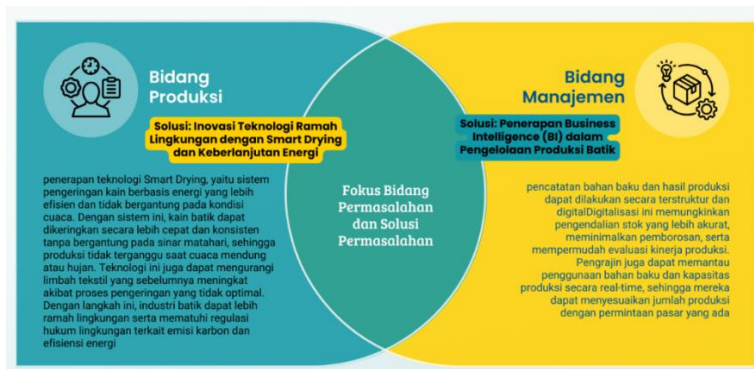 Bidang
Produksi
Solusi: Inovasi Teknologi Ramah
Lingkungan dengan Smart Drying
dan Keberlanjutan Energi
penerapan teknologi Smart Drying, yaitu sistem
pengeringan kain berbasis energi yang lebih
efisien dan tidak bergantung pada kondisi
cuaca. Dengan sistem ini, kain batik dapat
dikeringkan secara lebih cepat dan konsisten
tanpa bergantung pada sinar matahari, sehingga
produksi tidak terganggu saat cuaca mendung
atau hujan. Teknologi ini juga dapat mengurangi
limbah tekstil yang sebelumnya meningkat
akibat proses pengeringan yang tidak optimal.
Dengan langkah ini, industri batik dapat lebih
ramah lingkungan serta mematuhi regulasi
hukum lingkungan terkait emisi karbon dan
efisiensi energi
Fokus Bidang
Permasalahan
dan Solusi
Permasalahan
Bidang
Manajemen
Solusi: Penerapan Business
Intelligence (BI) dalam
Pengelolaan Produksi Batik
pencatatan bahan baku dan hasil produksi
dapat dilakukan secara terstruktur dan
digitalDigitalisasi ini memungkinkan
pengendalian stok yang lebih akurat,
meminimalkan pemborosan, serta
mempermudah evaluasi kinerja produksi.
Pengrajin juga dapat memantau
penggunaan bahan baku dan kapasitas
produksi secara real-time, sehingga mereka
dapat menyesuaikan jumlah produksi
dengan permintaan pasar yang ada